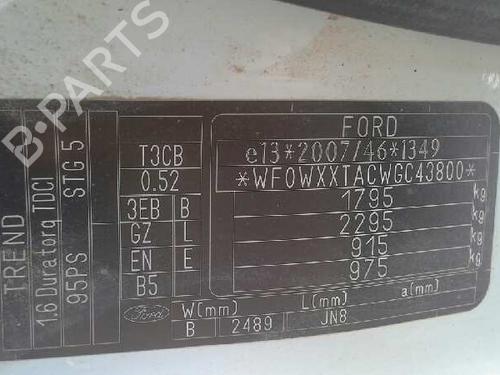 B-PARTS
TREND
1.6 Duratorq TDCI
95PS STG 5
T3CB
0.52
3EB B
GZ L
EN E
B5
FORD
e13*2007/46*1349
*WF0WXXTACWGC43800*
1795 kg
2295 kg
915 kg
975 kg
Ford
W(mm) L(mm) a(mm)
B 2489 JN8